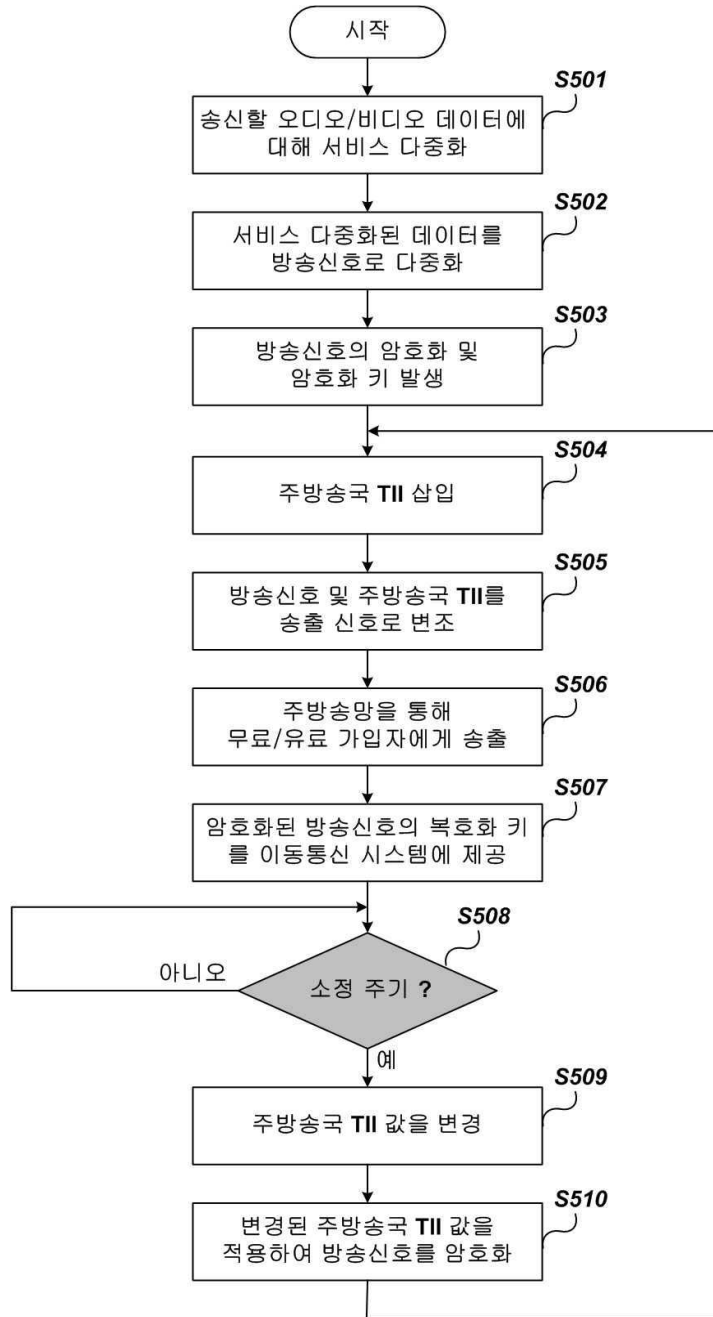 시작
S501
송신할 오디오/비디오 데이터에
대해 서비스 다중화
S502
서비스 다중화된 데이터를
방송신호로 다중화
S503
방송신호의 암호화 및
암호화 키 발생
S504
주방송국 TII 삽입
S505
방송신호 및 주방송국 TII를
송출 신호로 변조
S506
주방송망을 통해
무료/유료 가입자에게 송출
S507
암호화된 방송신호의 복호화 키
를 이동통신 시스템에 제공
S508
소정 주기 ?
아니오
예
S509
주방송국 TII 값을 변경
S510
변경된 주방송국 TII 값을
적용하여 방송신호를 암호화